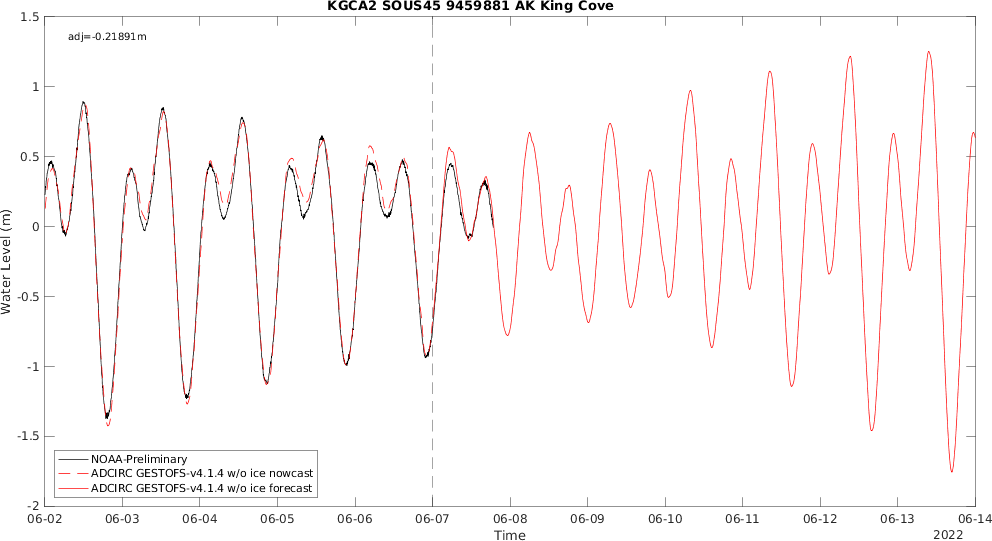 KGCA2 SOUS45 9459881 AK King Cove
adj=-0.21891m
1.5
1
0.5
0
-0.5
-1
-1.5
-2
Water Level (m)
NOAA-Preliminary
ADCIRC GESTOFS-v4.1.4 w/o ice nowcast
ADCIRC GESTOFS-v4.1.4 w/o ice forecast
06-02 06-03 06-04 06-05 06-06 06-07 06-08 06-09 06-10 06-11 06-12 06-13 06-14
Time
2022